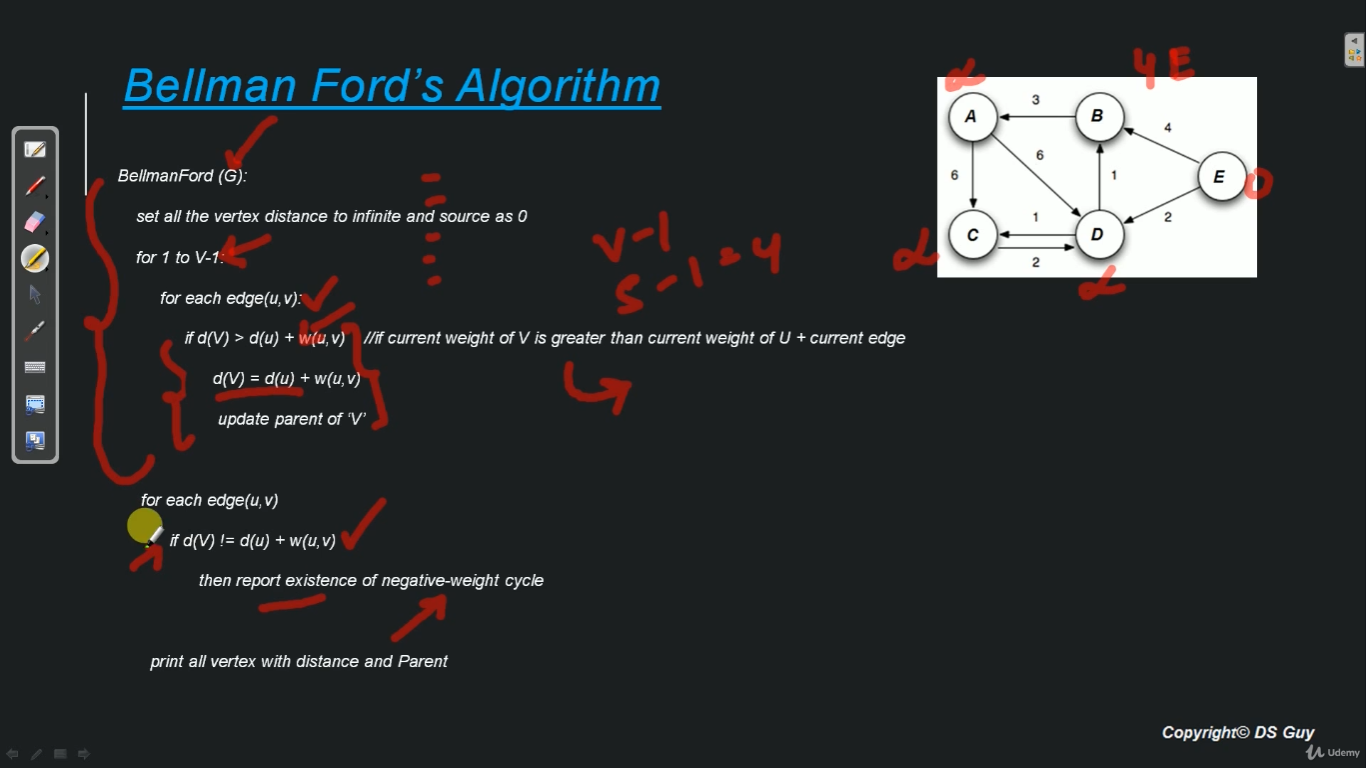 Bellman Ford's Algorithm
BellmanFord (G):
set all the vertex distance to infinite and source as 0
for 1 to V-1:
for each edge(u,v):
if d(V) > d(u) + w(u,v) //if current weight of V is greater than current weight of U + current edge
d(V) = d(u) + w(u,v)
update parent of 'V'
for each edge(u,v)
if d(V) != d(u) + w(u,v)
then report existence of negative-weight cycle
print all vertex with distance and Parent
V-1
5-1=4
4E
A
3
B
4
6
6
1
E
0
2
C
1
D
2
Copyright© DS Guy
Udemy